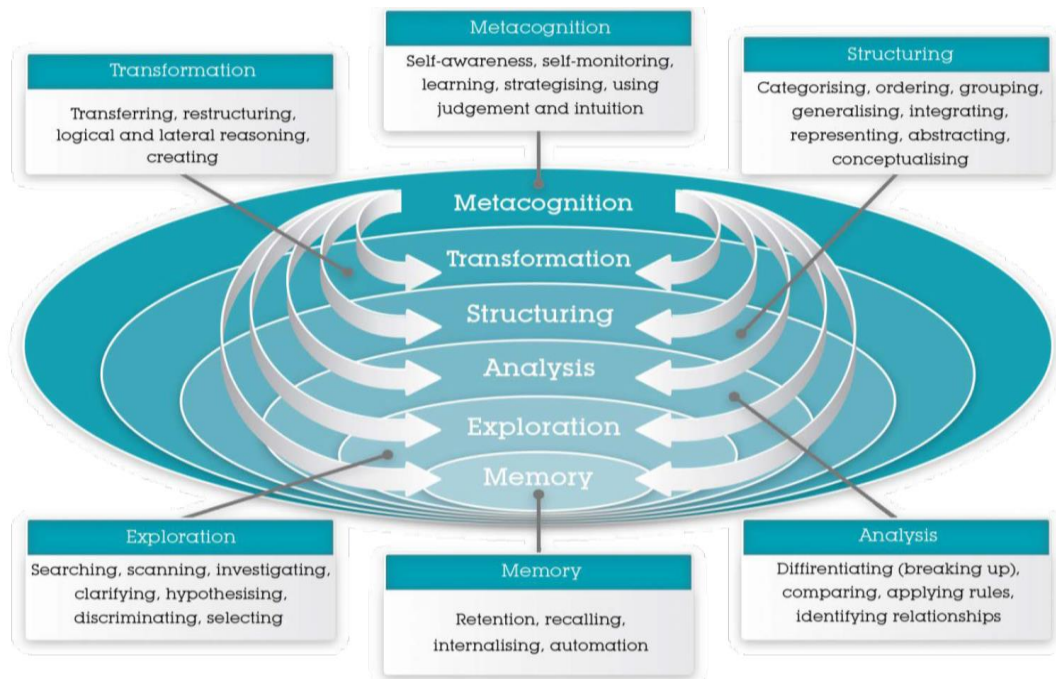 Metacognition
Self-awareness, self-monitoring,
learning, strategising, using
judgement and intuition
Transformation
Transferring, restructuring,
logical and lateral reasoning,
creating
Structuring
Categorising, ordering, grouping,
generalising, integrating,
representing, abstracting,
conceptualising
Metacognition
Transformation
Structuring
Analysis
Exploration
Memory
Exploration
Searching, scanning, investigating,
clarifying, hypothesising,
discriminating, selecting
Memory
Retention, recalling,
internalising, automation
Analysis
Diffirentiating (breaking up),
comparing, applying rules,
identifying relationships